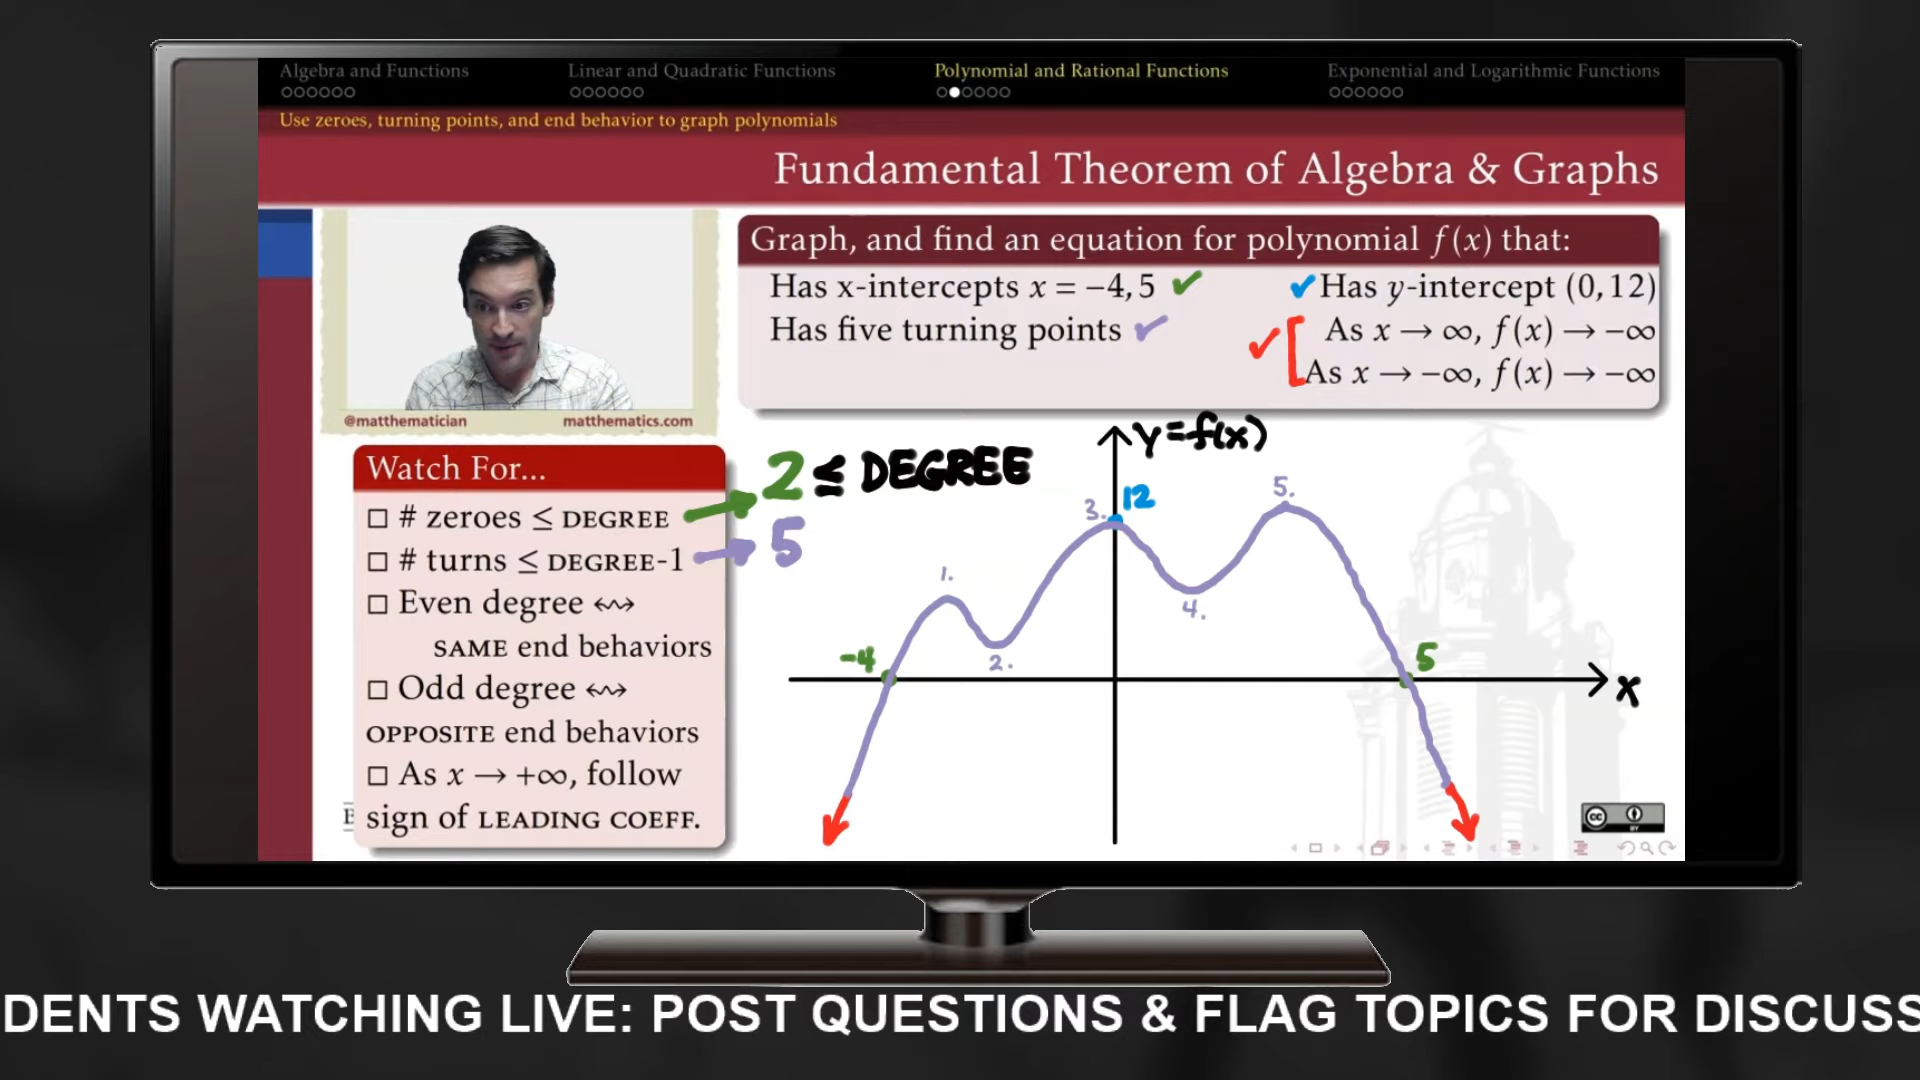 Algebra and Functions
Linear and Quadratic Functions
Polynomial and Rational Functions
Exponential and Logarithmic Functions
Use zeroes, turning points, and end behavior to graph polynomials
Fundamental Theorem of Algebra & Graphs
@matthematician
matthematics.com
Graph, and find an equation for polynomial f(x) that:
Has x-intercepts x = −4, 5 ✔
✔ Has y-intercept (0, 12)
Has five turning points ✔
✔ [ As x → ∞, f(x) → −∞
As x → −∞, f(x) → −∞
Watch For...
☐ # zeroes ≤ DEGREE
☐ # turns ≤ DEGREE-1
☐ Even degree ↭
SAME end behaviors
☐ Odd degree ↭
OPPOSITE end behaviors
☐ As x → +∞, follow
sign of LEADING COEFF.
→ 2 ≤ DEGREE
→ 5
y=f(x)
12
1.
2.
3.
4.
5.
-4
5
x
cc
BY
DENTS WATCHING LIVE: POST QUESTIONS & FLAG TOPICS FOR DISCUSS